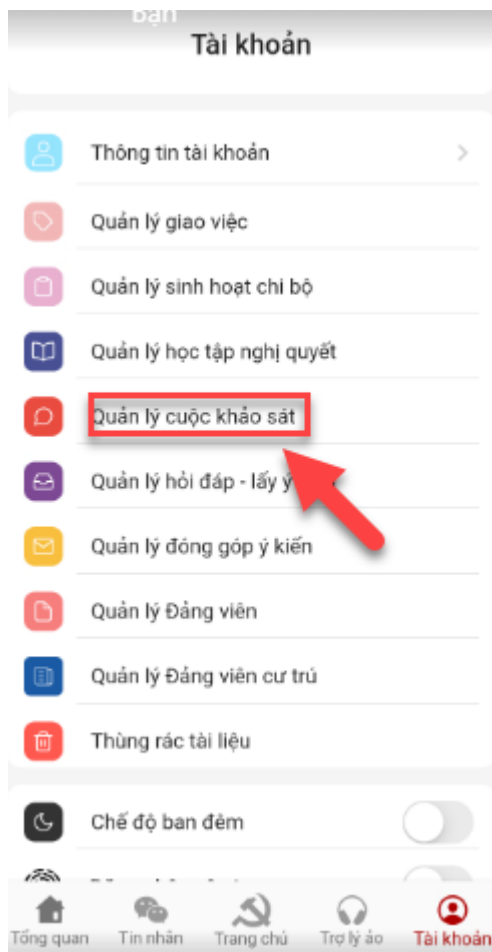 bạn
Tài khoản
Thông tin tài khoản
Quản lý giao việc
Quản lý sinh hoạt chi bộ
Quản lý học tập nghị quyết
Quản lý cuộc khảo sát
Quản lý hỏi đáp - lấy ý
Quản lý đóng góp ý kiến
Quản lý Đảng viên
Quản lý Đảng viên cư trú
Thùng rác tài liệu
Chế độ ban đêm
Tổng quan Tin nhắn Trang chủ Trợ lý ảo Tài khoản